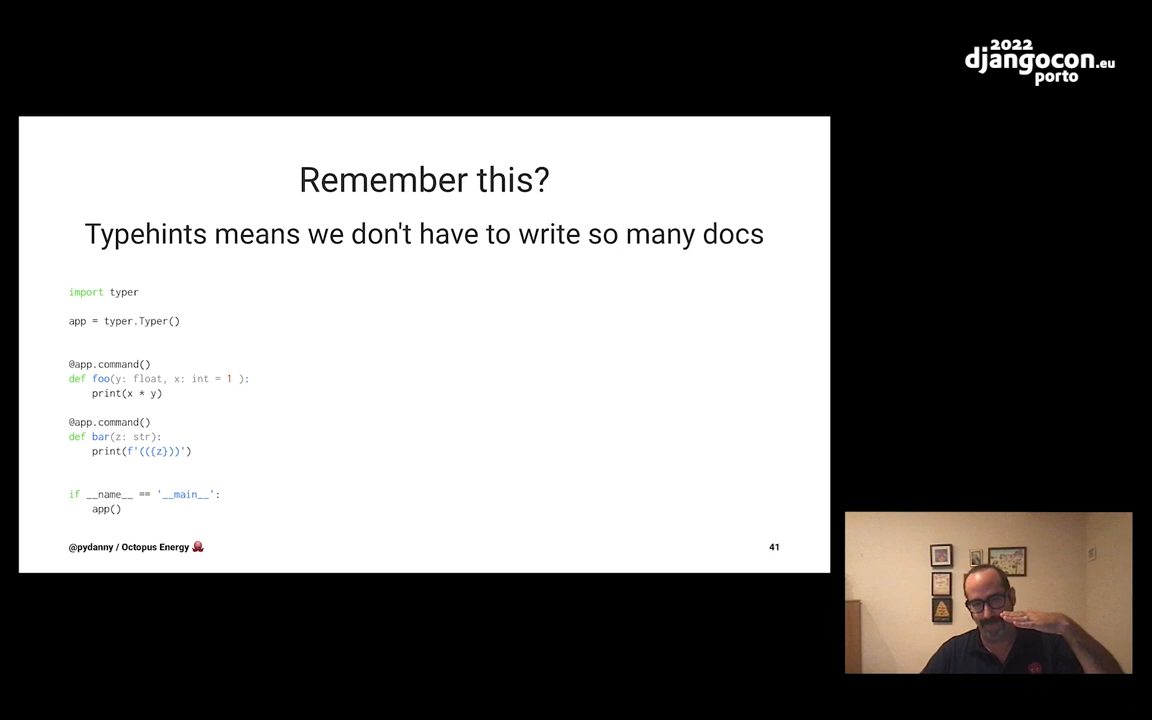 2022
djangocon.eu
porto
Remember this?
Typehints means we don't have to write so many docs
import typer
app = typer.Typer()
@app.command()
def foo(y: float, x: int = 1 ):
    print(x * y)
@app.command()
def bar(z: str):
    print(f'(({z}))')
if __name__ == '__main__':
    app()
@pydanny / Octopus Energy 🐙
41